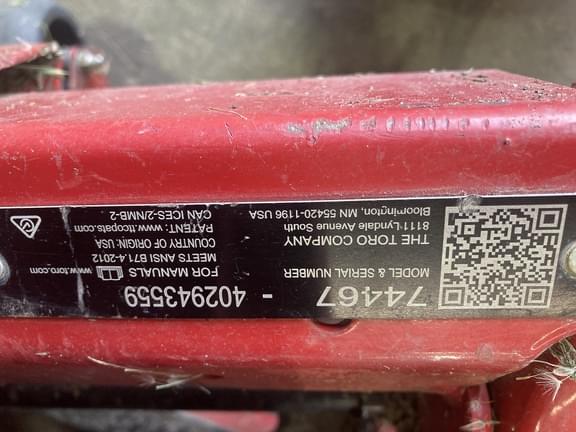 74467 - 402943559
MODEL & SERIAL NUMBER
THE TORO COMPANY
8111 Lyndale Avenue South
Bloomington, MN 55420-1196 USA
FOR MANUALS
www.toro.com
MEETS ANSI B71.4-2012
COUNTRY OF ORIGIN: USA
PATENT: www.ttcopats.com
CAN ICES-2/NMB-2